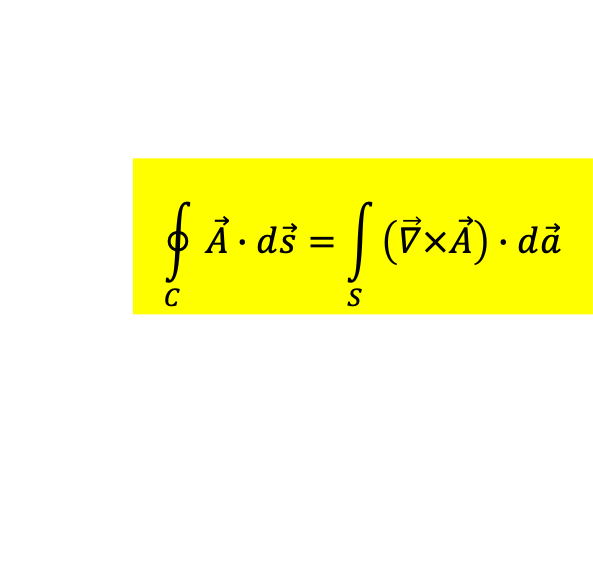 ∮_C A⃗ · ds⃗ = ∫_S (∇⃗×A⃗) · da⃗